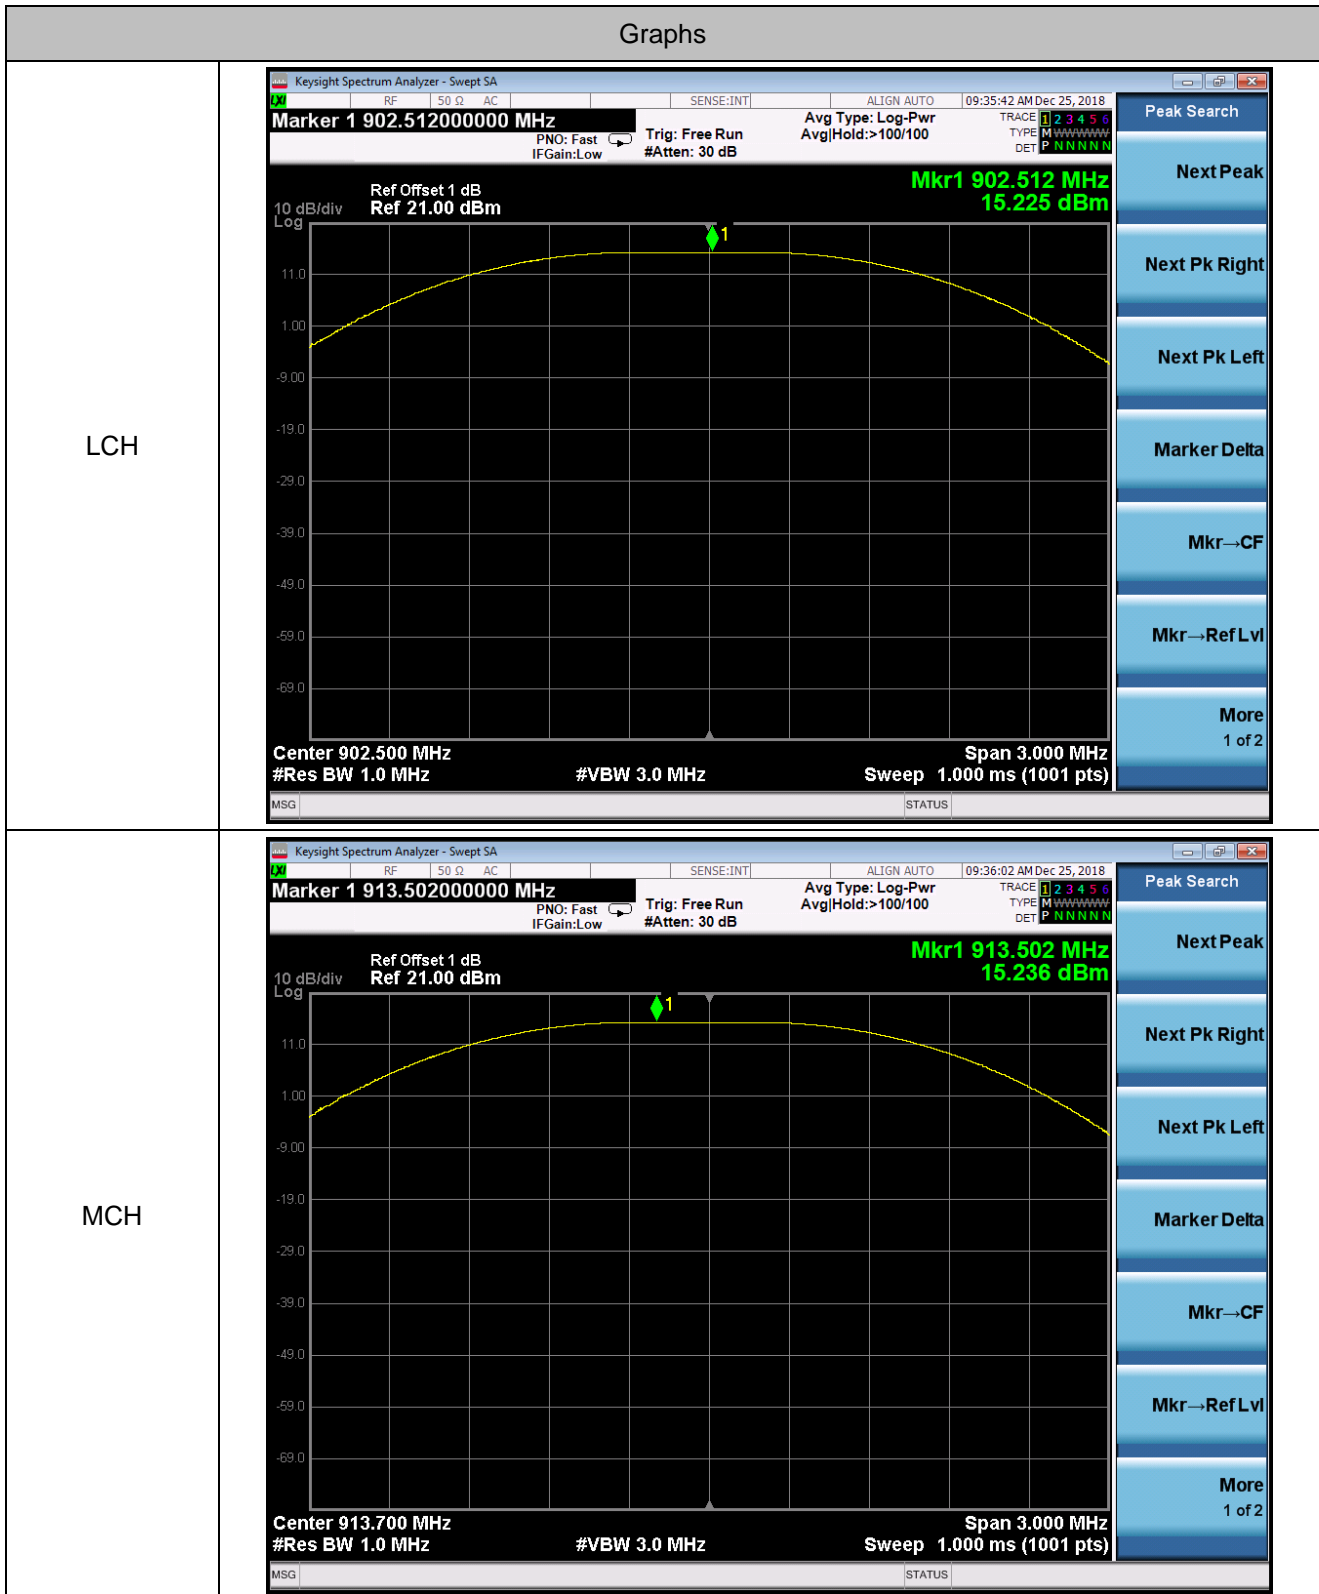 Graphs
LCH
Keysight Spectrum Analyzer - Swept SA
LXI RF 50 Ω AC SENSE:INT ALIGN AUTO 09:35:42 AM Dec 25, 2018
Marker 1 902.512000000 MHz
PNO: Fast
IFGain:Low
Trig: Free Run
#Atten: 30 dB
Avg Type: Log-Pwr
Avg|Hold:>100/100
TRACE 1 2 3 4 5 6
TYPE M WWWWW
DET P N N N N N
Ref Offset 1 dB
10 dB/div Ref 21.00 dBm
Log
Mkr1 902.512 MHz
15.225 dBm
1
11.0
1.00
-9.00
-19.0
-29.0
-39.0
-49.0
-59.0
-69.0
Center 902.500 MHz Span 3.000 MHz
#Res BW 1.0 MHz #VBW 3.0 MHz Sweep 1.000 ms (1001 pts)
MSG STATUS
Peak Search
Next Peak
Next Pk Right
Next Pk Left
Marker Delta
Mkr→CF
Mkr→Ref Lvl
More
1 of 2
MCH
Keysight Spectrum Analyzer - Swept SA
LXI RF 50 Ω AC SENSE:INT ALIGN AUTO 09:36:02 AM Dec 25, 2018
Marker 1 913.502000000 MHz
PNO: Fast
IFGain:Low
Trig: Free Run
#Atten: 30 dB
Avg Type: Log-Pwr
Avg|Hold:>100/100
TRACE 1 2 3 4 5 6
TYPE M WWWWW
DET P N N N N N
Ref Offset 1 dB
10 dB/div Ref 21.00 dBm
Log
Mkr1 913.502 MHz
15.236 dBm
1
11.0
1.00
-9.00
-19.0
-29.0
-39.0
-49.0
-59.0
-69.0
Center 913.700 MHz Span 3.000 MHz
#Res BW 1.0 MHz #VBW 3.0 MHz Sweep 1.000 ms (1001 pts)
MSG STATUS
Peak Search
Next Peak
Next Pk Right
Next Pk Left
Marker Delta
Mkr→CF
Mkr→Ref Lvl
More
1 of 2